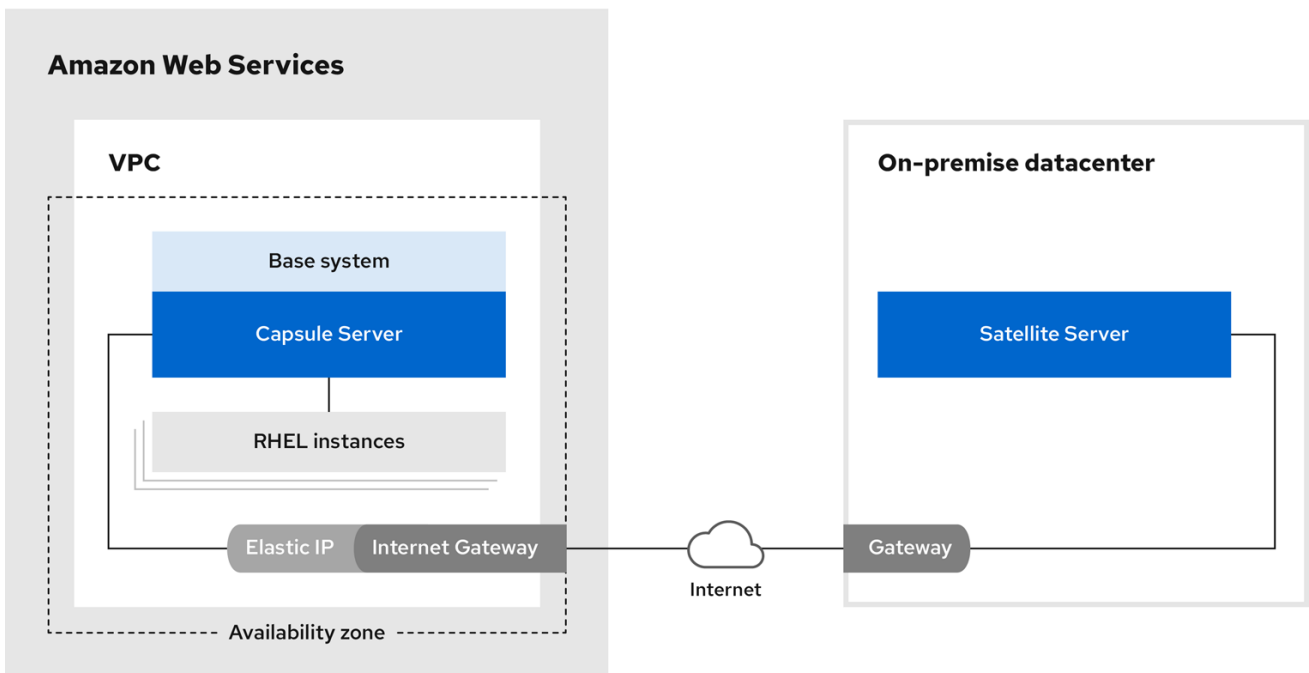 Amazon Web Services
VPC
Base system
Capsule Server
RHEL instances
Elastic IP
Internet Gateway
Availability zone
Internet
On-premise datacenter
Satellite Server
Gateway